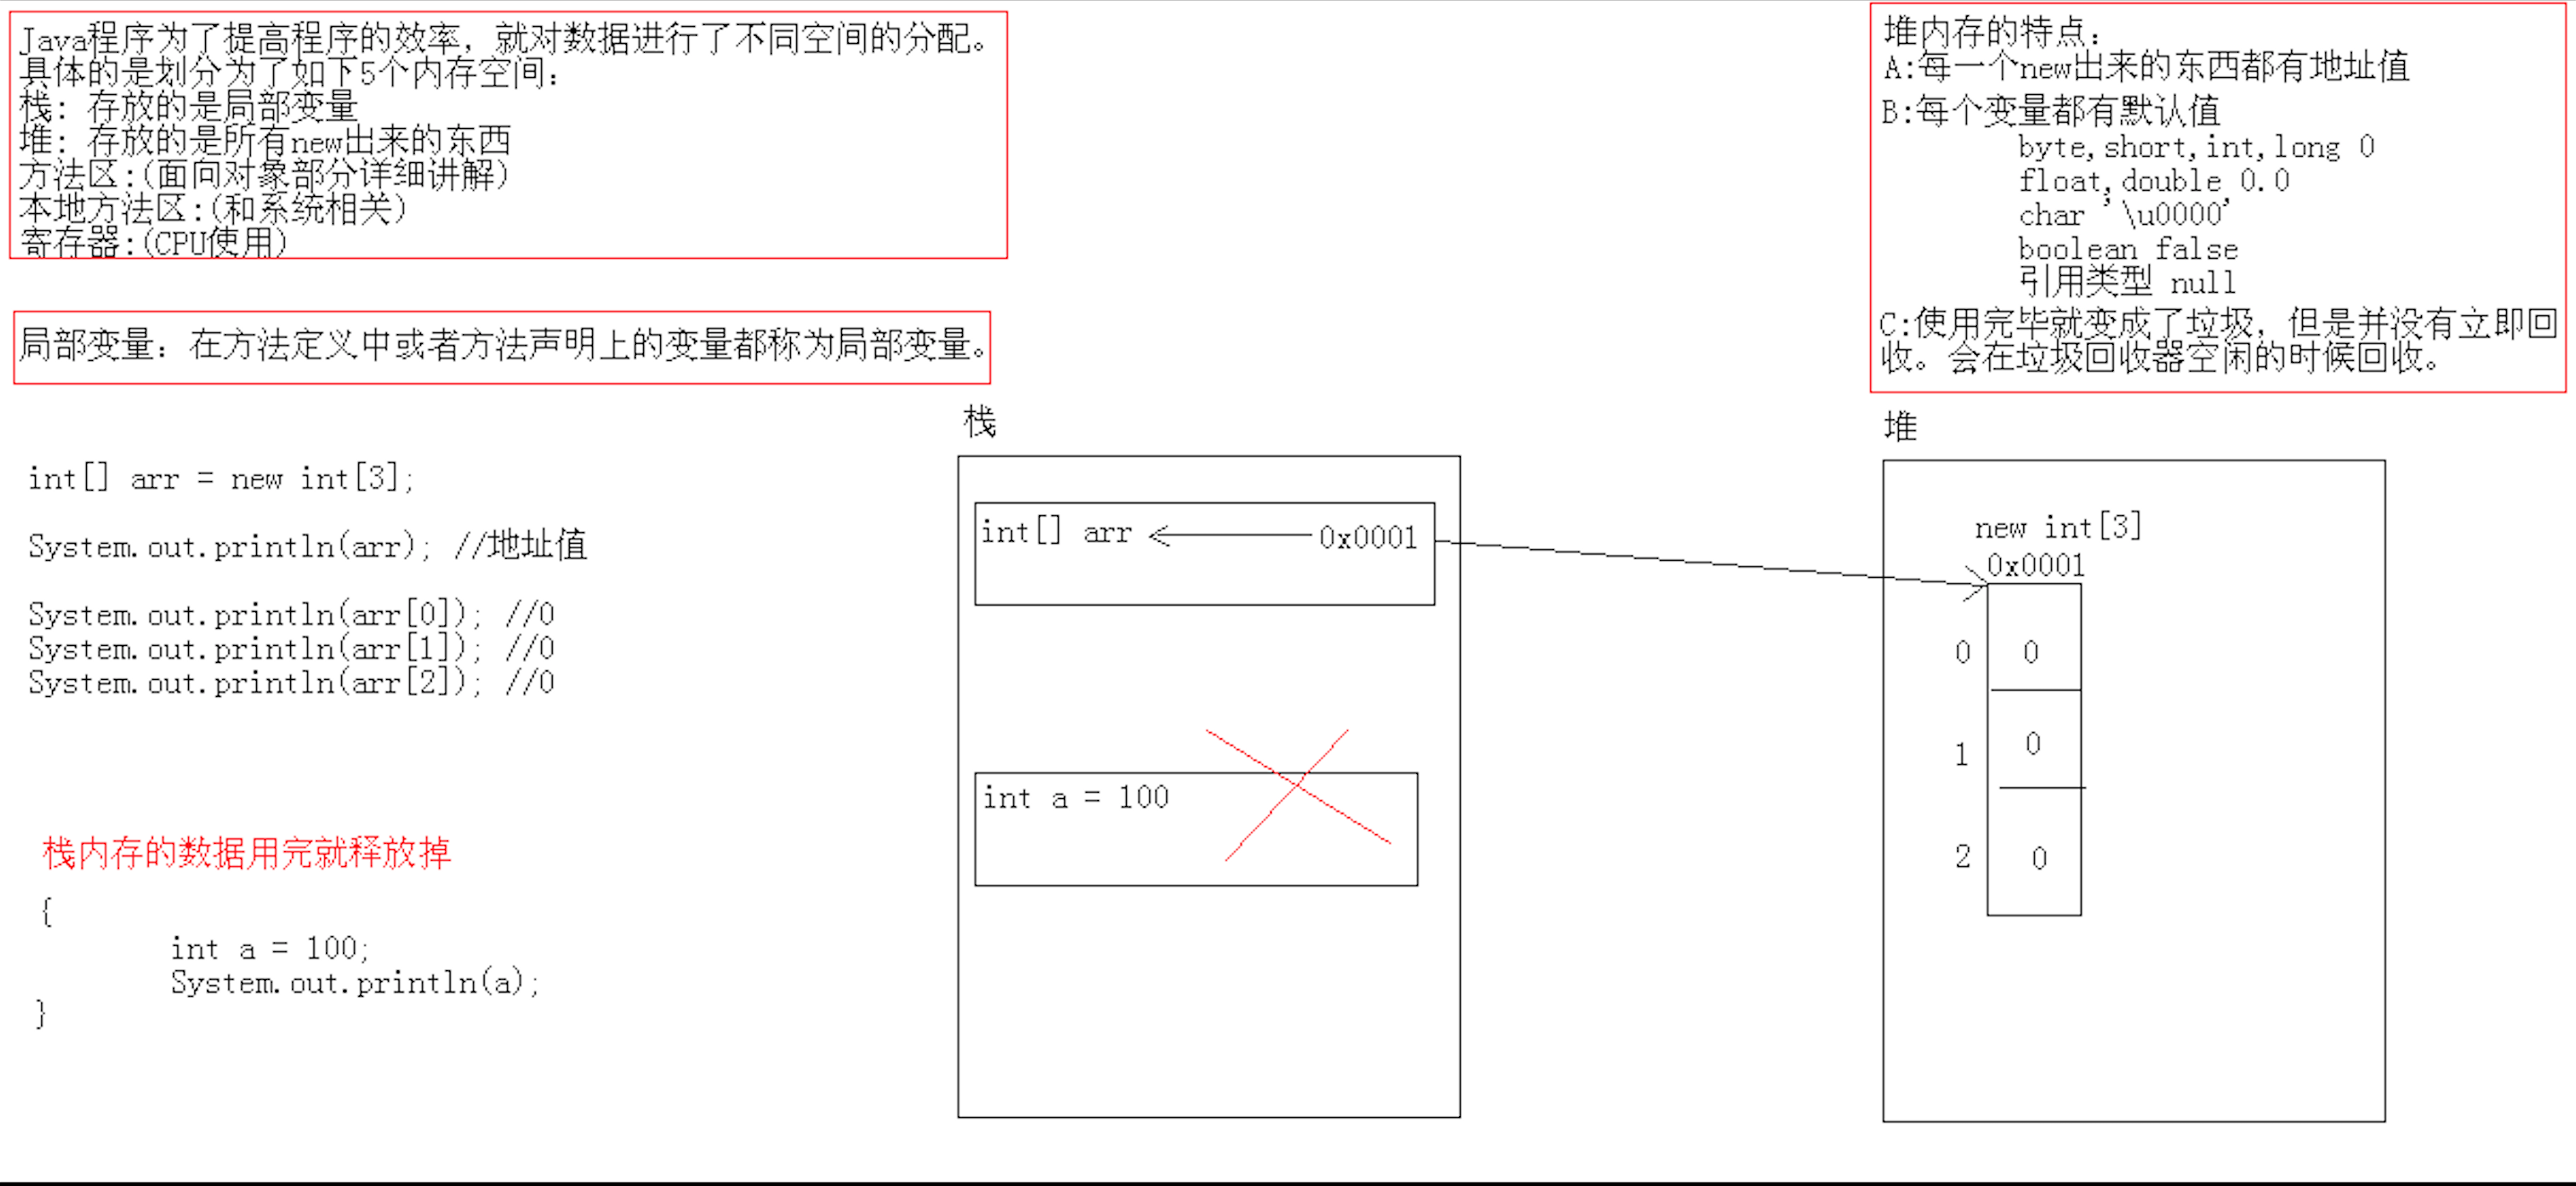 Java程序为了提高程序的效率，就对数据进行了不同空间的分配。
具体的是划分为了如下5个内存空间：
栈：存放的是局部变量
堆：存放的是所有new出来的东西
方法区:(面向对象部分详细讲解)
本地方法区:(和系统相关)
寄存器:(CPU使用)
局部变量：在方法定义中或者方法声明上的变量都称为局部变量。
int[] arr = new int[3];
System.out.println(arr); //地址值
System.out.println(arr[0]); //0
System.out.println(arr[1]); //0
System.out.println(arr[2]); //0
栈内存的数据用完就释放掉
{
int a = 100;
System.out.println(a);
}
栈
int[] arr
0x0001
int a = 100
堆内存的特点：
A:每一个new出来的东西都有地址值
B:每个变量都有默认值
byte,short,int,long 0
float,double 0.0
char '\u0000'
boolean false
引用类型 null
C:使用完毕就变成了垃圾，但是并没有立即回
收。会在垃圾回收器空闲的时候回收。
堆
new int[3]
0x0001
0 0
1 0
2 0